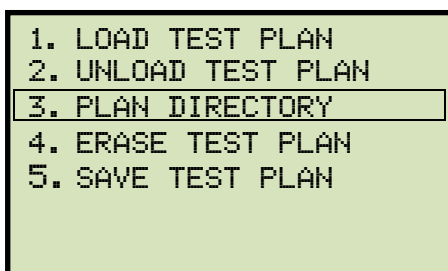 1. LOAD TEST PLAN
2. UNLOAD TEST PLAN
3. PLAN DIRECTORY
4. ERASE TEST PLAN
5. SAVE TEST PLAN